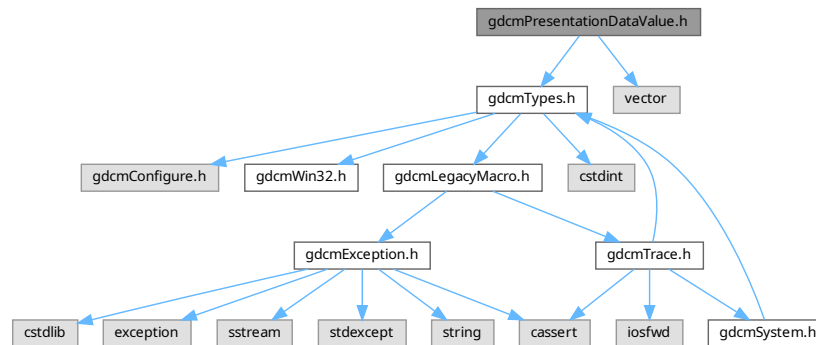 gdcmPresentationDataValue.h
gdcmTypes.h
vector
gdcmConfigure.h
gdcmWin32.h
gdcmLegacyMacro.h
cstdint
gdcmException.h
gdcmTrace.h
cstdlib
exception
sstream
stdexcept
string
cassert
iosfwd
gdcmSystem.h